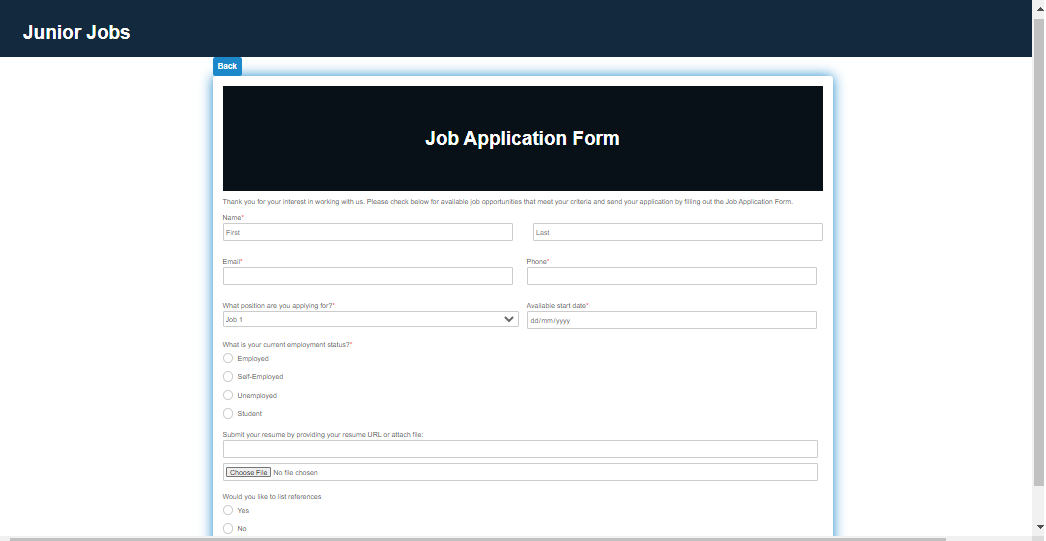 Junior Jobs
Back
Job Application Form
Thank you for your interest in working with us. Please check below for available job opportunities that meet your criteria and send your application by filling out the Job Application Form.
Name*
First Last
Email* Phone*
What position are you applying for?* Available start date*
Job 1 dd/mm/yyyy
What is your current employment status?*
Employed
Self-Employed
Unemployed
Student
Submit your resume by providing your resume URL or attach file:
Choose File No file chosen
Would you like to list references
Yes
No